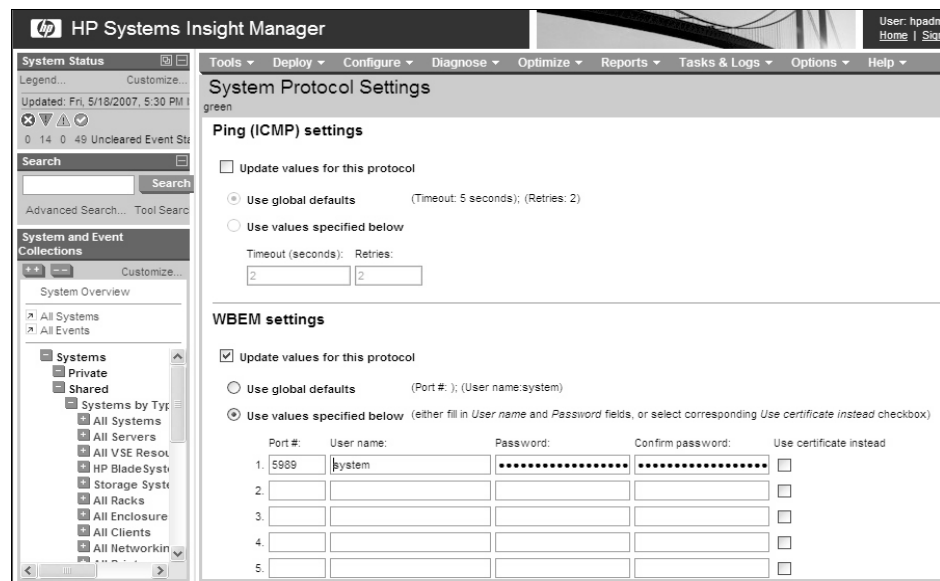 hp HP Systems Insight Manager
User: hpadm
Home | Sig
System Status
Legend... Customize...
Updated: Fri, 5/18/2007, 5:30 PM
0 14 0 49 Uncleared Event Sta
Search
Search
Advanced Search... Tool Searc
System and Event
Collections
Customize...
System Overview
All Systems
All Events
Systems
Private
Shared
Systems by Typ
All Systems
All Servers
All VSE Resou
HP BladeSyste
Storage Syste
All Racks
All Enclosure
All Clients
All Networkin
Tools Deploy Configure Diagnose Optimize Reports Tasks & Logs Options Help
System Protocol Settings
green
Ping (ICMP) settings
Update values for this protocol
Use global defaults (Timeout: 5 seconds); (Retries: 2)
Use values specified below
Timeout (seconds): Retries:
2 2
WBEM settings
Update values for this protocol
Use global defaults (Port #: ); (User name:system)
Use values specified below (either fill in User name and Password fields, or select corresponding Use certificate instead checkbox)
Port #: User name: Password: Confirm password: Use certificate instead
1. 5989 system •••••••••••••••••• ••••••••••••••••••
2.
3.
4.
5.